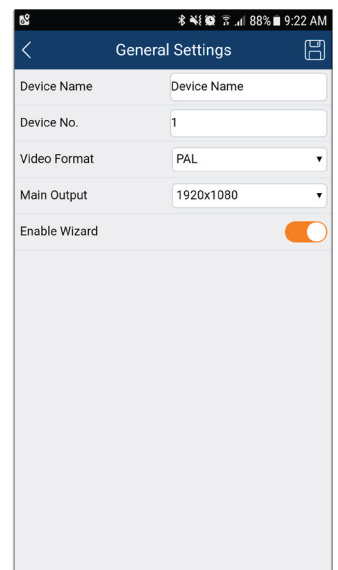 88% 9:22 AM
General Settings
Device Name Device Name
Device No. 1
Video Format PAL
Main Output 1920x1080
Enable Wizard